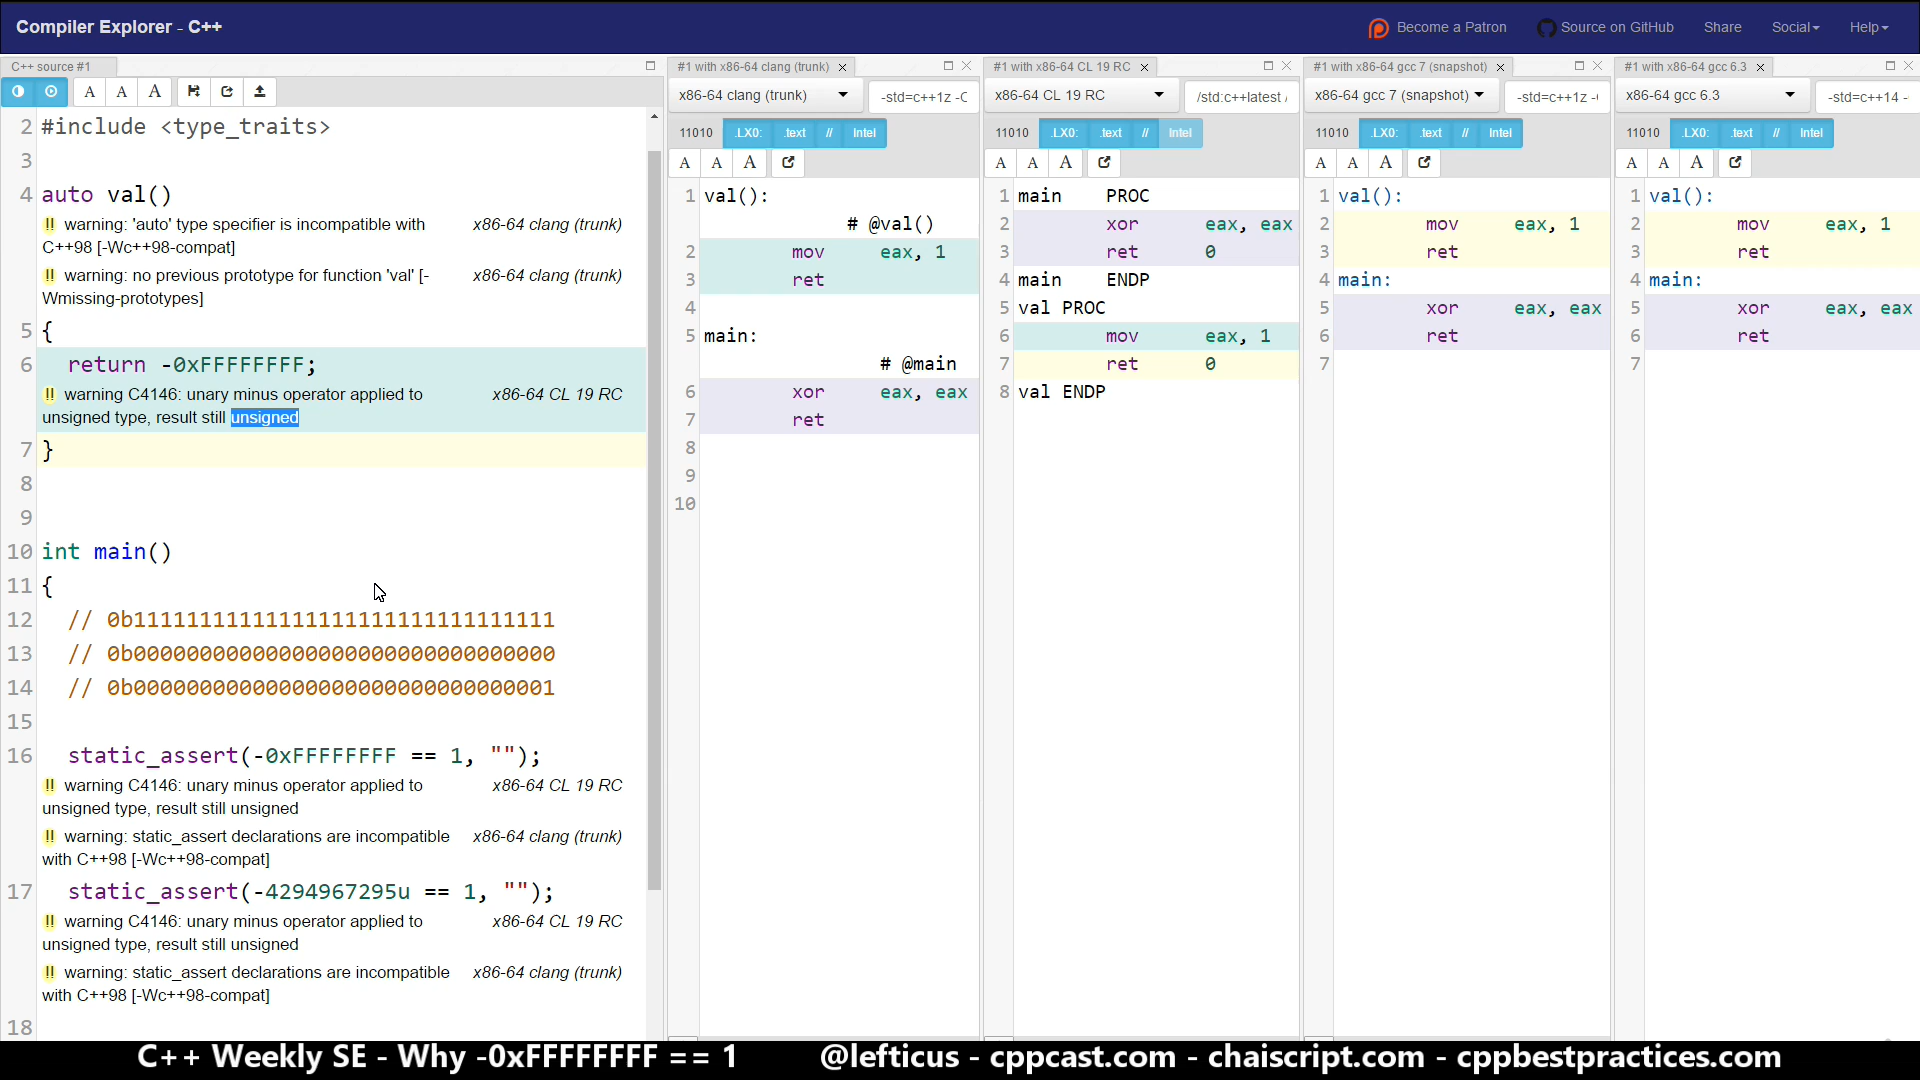 Compiler Explorer - C++
Become a Patron
Source on GitHub
Share
Social
Help
C++ source #1
A A A
2 #include <type_traits>
3
4 auto val()
!! warning: 'auto' type specifier is incompatible with x86-64 clang (trunk)
C++98 [-Wc++98-compat]
!! warning: no previous prototype for function 'val' [- x86-64 clang (trunk)
Wmissing-prototypes]
5 {
6 return -0xFFFFFFFF;
!! warning C4146: unary minus operator applied to x86-64 CL 19 RC
unsigned type, result still unsigned
7 }
8
9
10 int main()
11 {
12 // 0b11111111111111111111111111111111
13 // 0b00000000000000000000000000000000
14 // 0b00000000000000000000000000000001
15
16 static_assert(-0xFFFFFFFF == 1, "");
!! warning C4146: unary minus operator applied to x86-64 CL 19 RC
unsigned type, result still unsigned
!! warning: static_assert declarations are incompatible x86-64 clang (trunk)
with C++98 [-Wc++98-compat]
17 static_assert(-4294967295u == 1, "");
!! warning C4146: unary minus operator applied to x86-64 CL 19 RC
unsigned type, result still unsigned
!! warning: static_assert declarations are incompatible x86-64 clang (trunk)
with C++98 [-Wc++98-compat]
18
#1 with x86-64 clang (trunk)
x86-64 clang (trunk) -std=c++1z -
11010 .LX0: .text // Intel
A A A
1 val():
# @val()
2 mov eax, 1
3 ret
4
5 main:
# @main
6 xor eax, eax
7 ret
8
9
10
#1 with x86-64 CL 19 RC
x86-64 CL 19 RC /std:c++latest
11010 .LX0: .text // Intel
A A A
1 main PROC
2 xor eax, eax
3 ret 0
4 main ENDP
5 val PROC
6 mov eax, 1
7 ret 0
8 val ENDP
#1 with x86-64 gcc 7 (snapshot)
x86-64 gcc 7 (snapshot) -std=c++1z -
11010 .LX0: .text // Intel
A A A
1 val():
2 mov eax, 1
3 ret
4 main:
5 xor eax, eax
6 ret
7
#1 with x86-64 gcc 6.3
x86-64 gcc 6.3 -std=c++14 -
11010 .LX0: .text // Intel
A A A
1 val():
2 mov eax, 1
3 ret
4 main:
5 xor eax, eax
6 ret
7
C++ Weekly SE - Why -0xFFFFFFFF == 1 @lefticus - cppcast.com - chaiscript.com - cppbestpractices.com